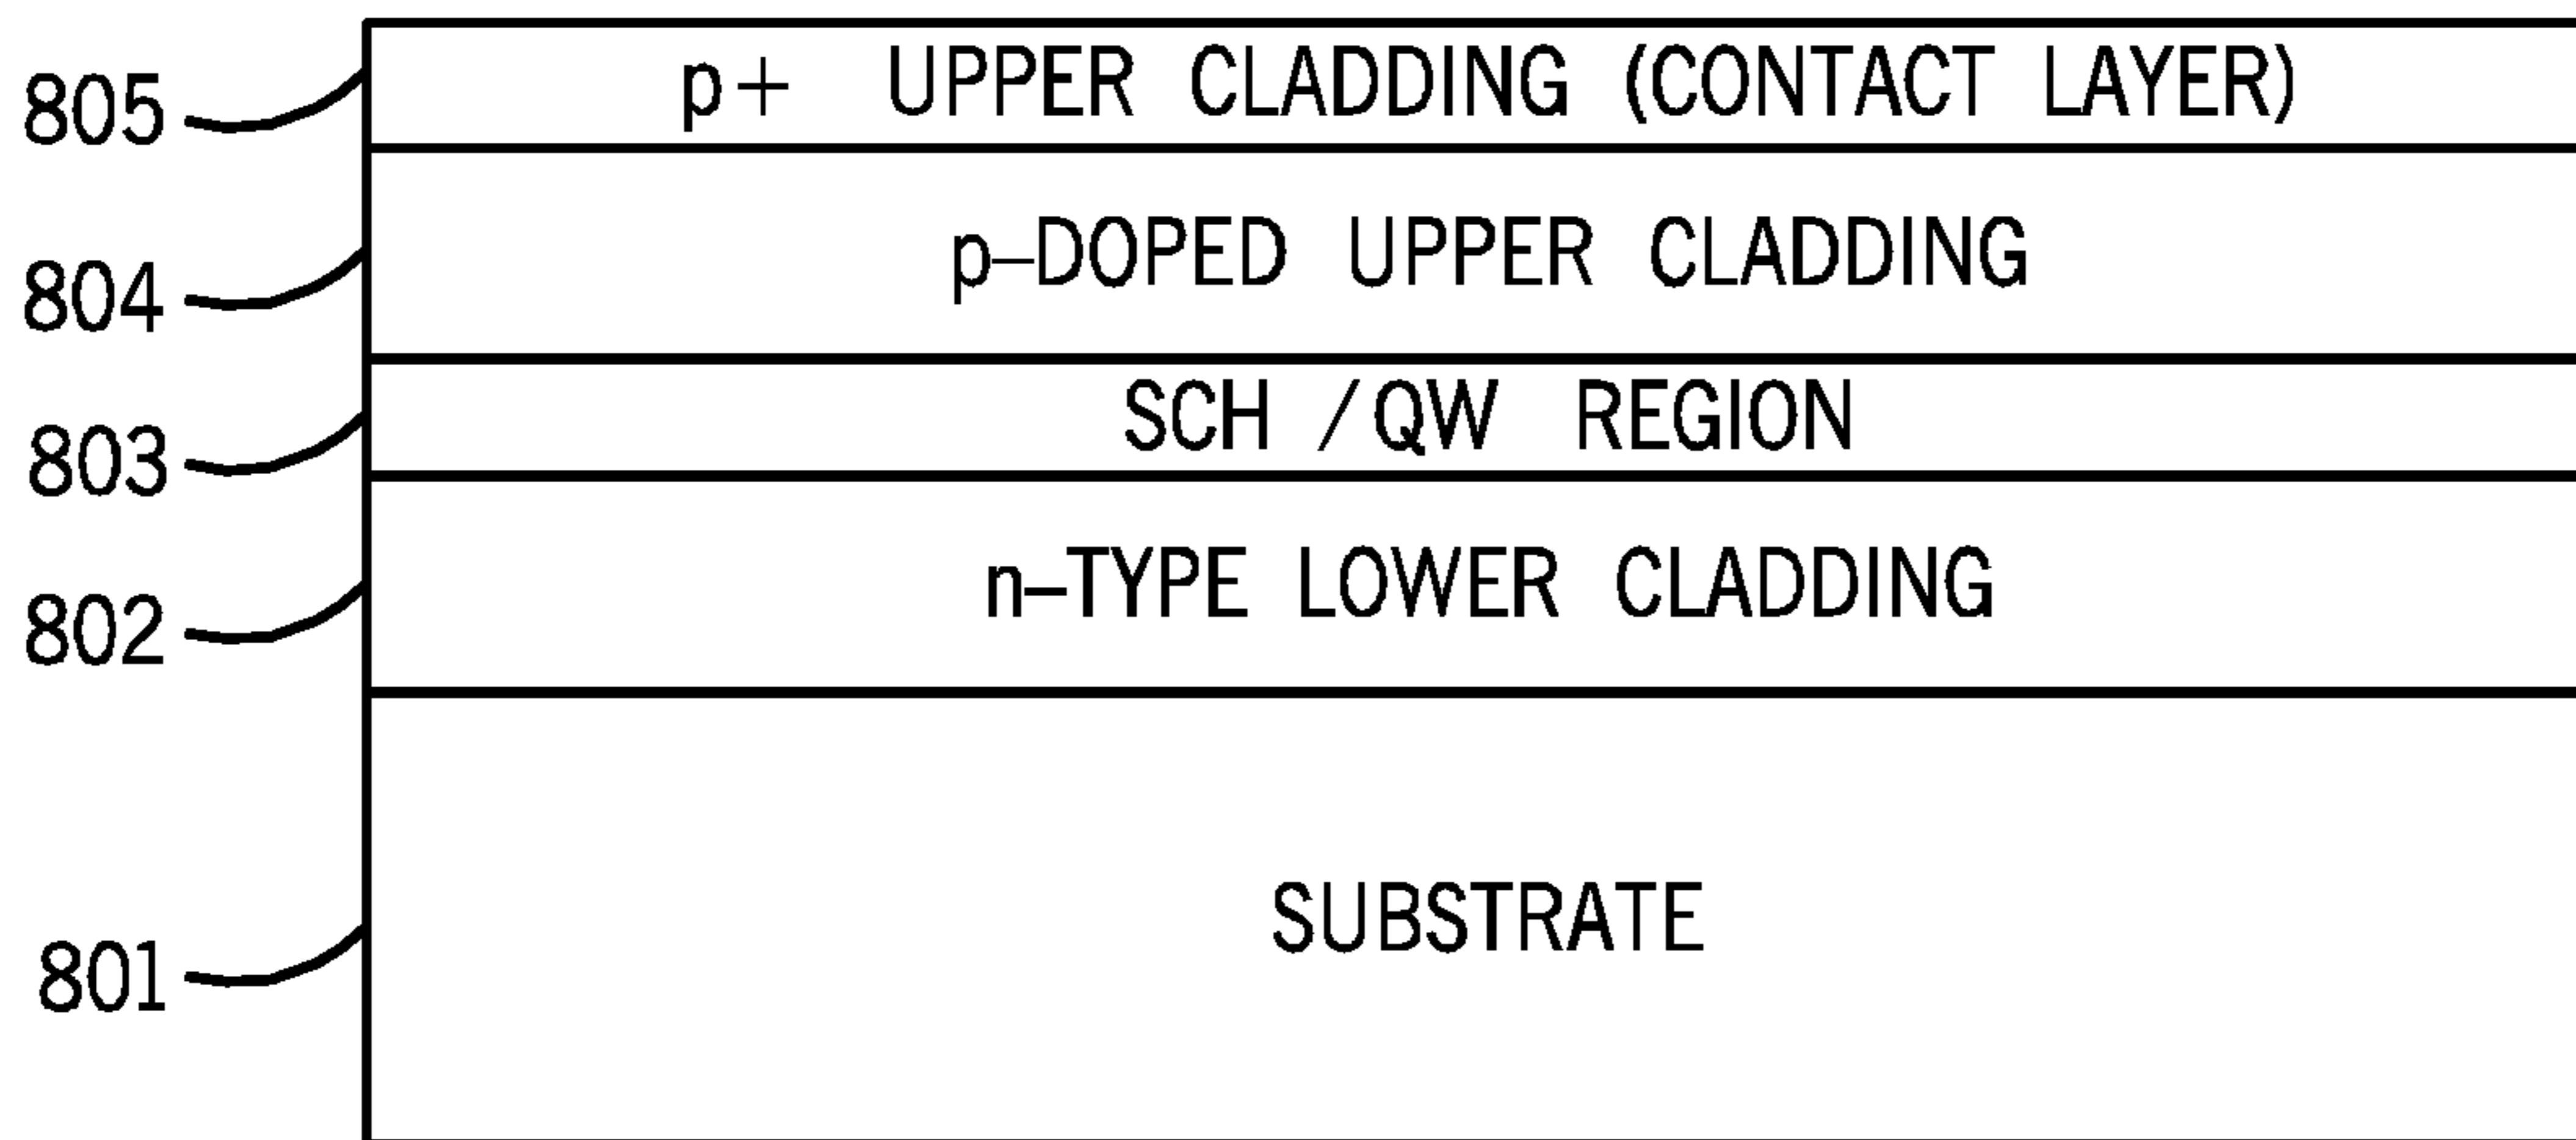 805 p+ UPPER CLADDING (CONTACT LAYER)
804 p–DOPED UPPER CLADDING
803 SCH /QW REGION
802 n–TYPE LOWER CLADDING
801 SUBSTRATE